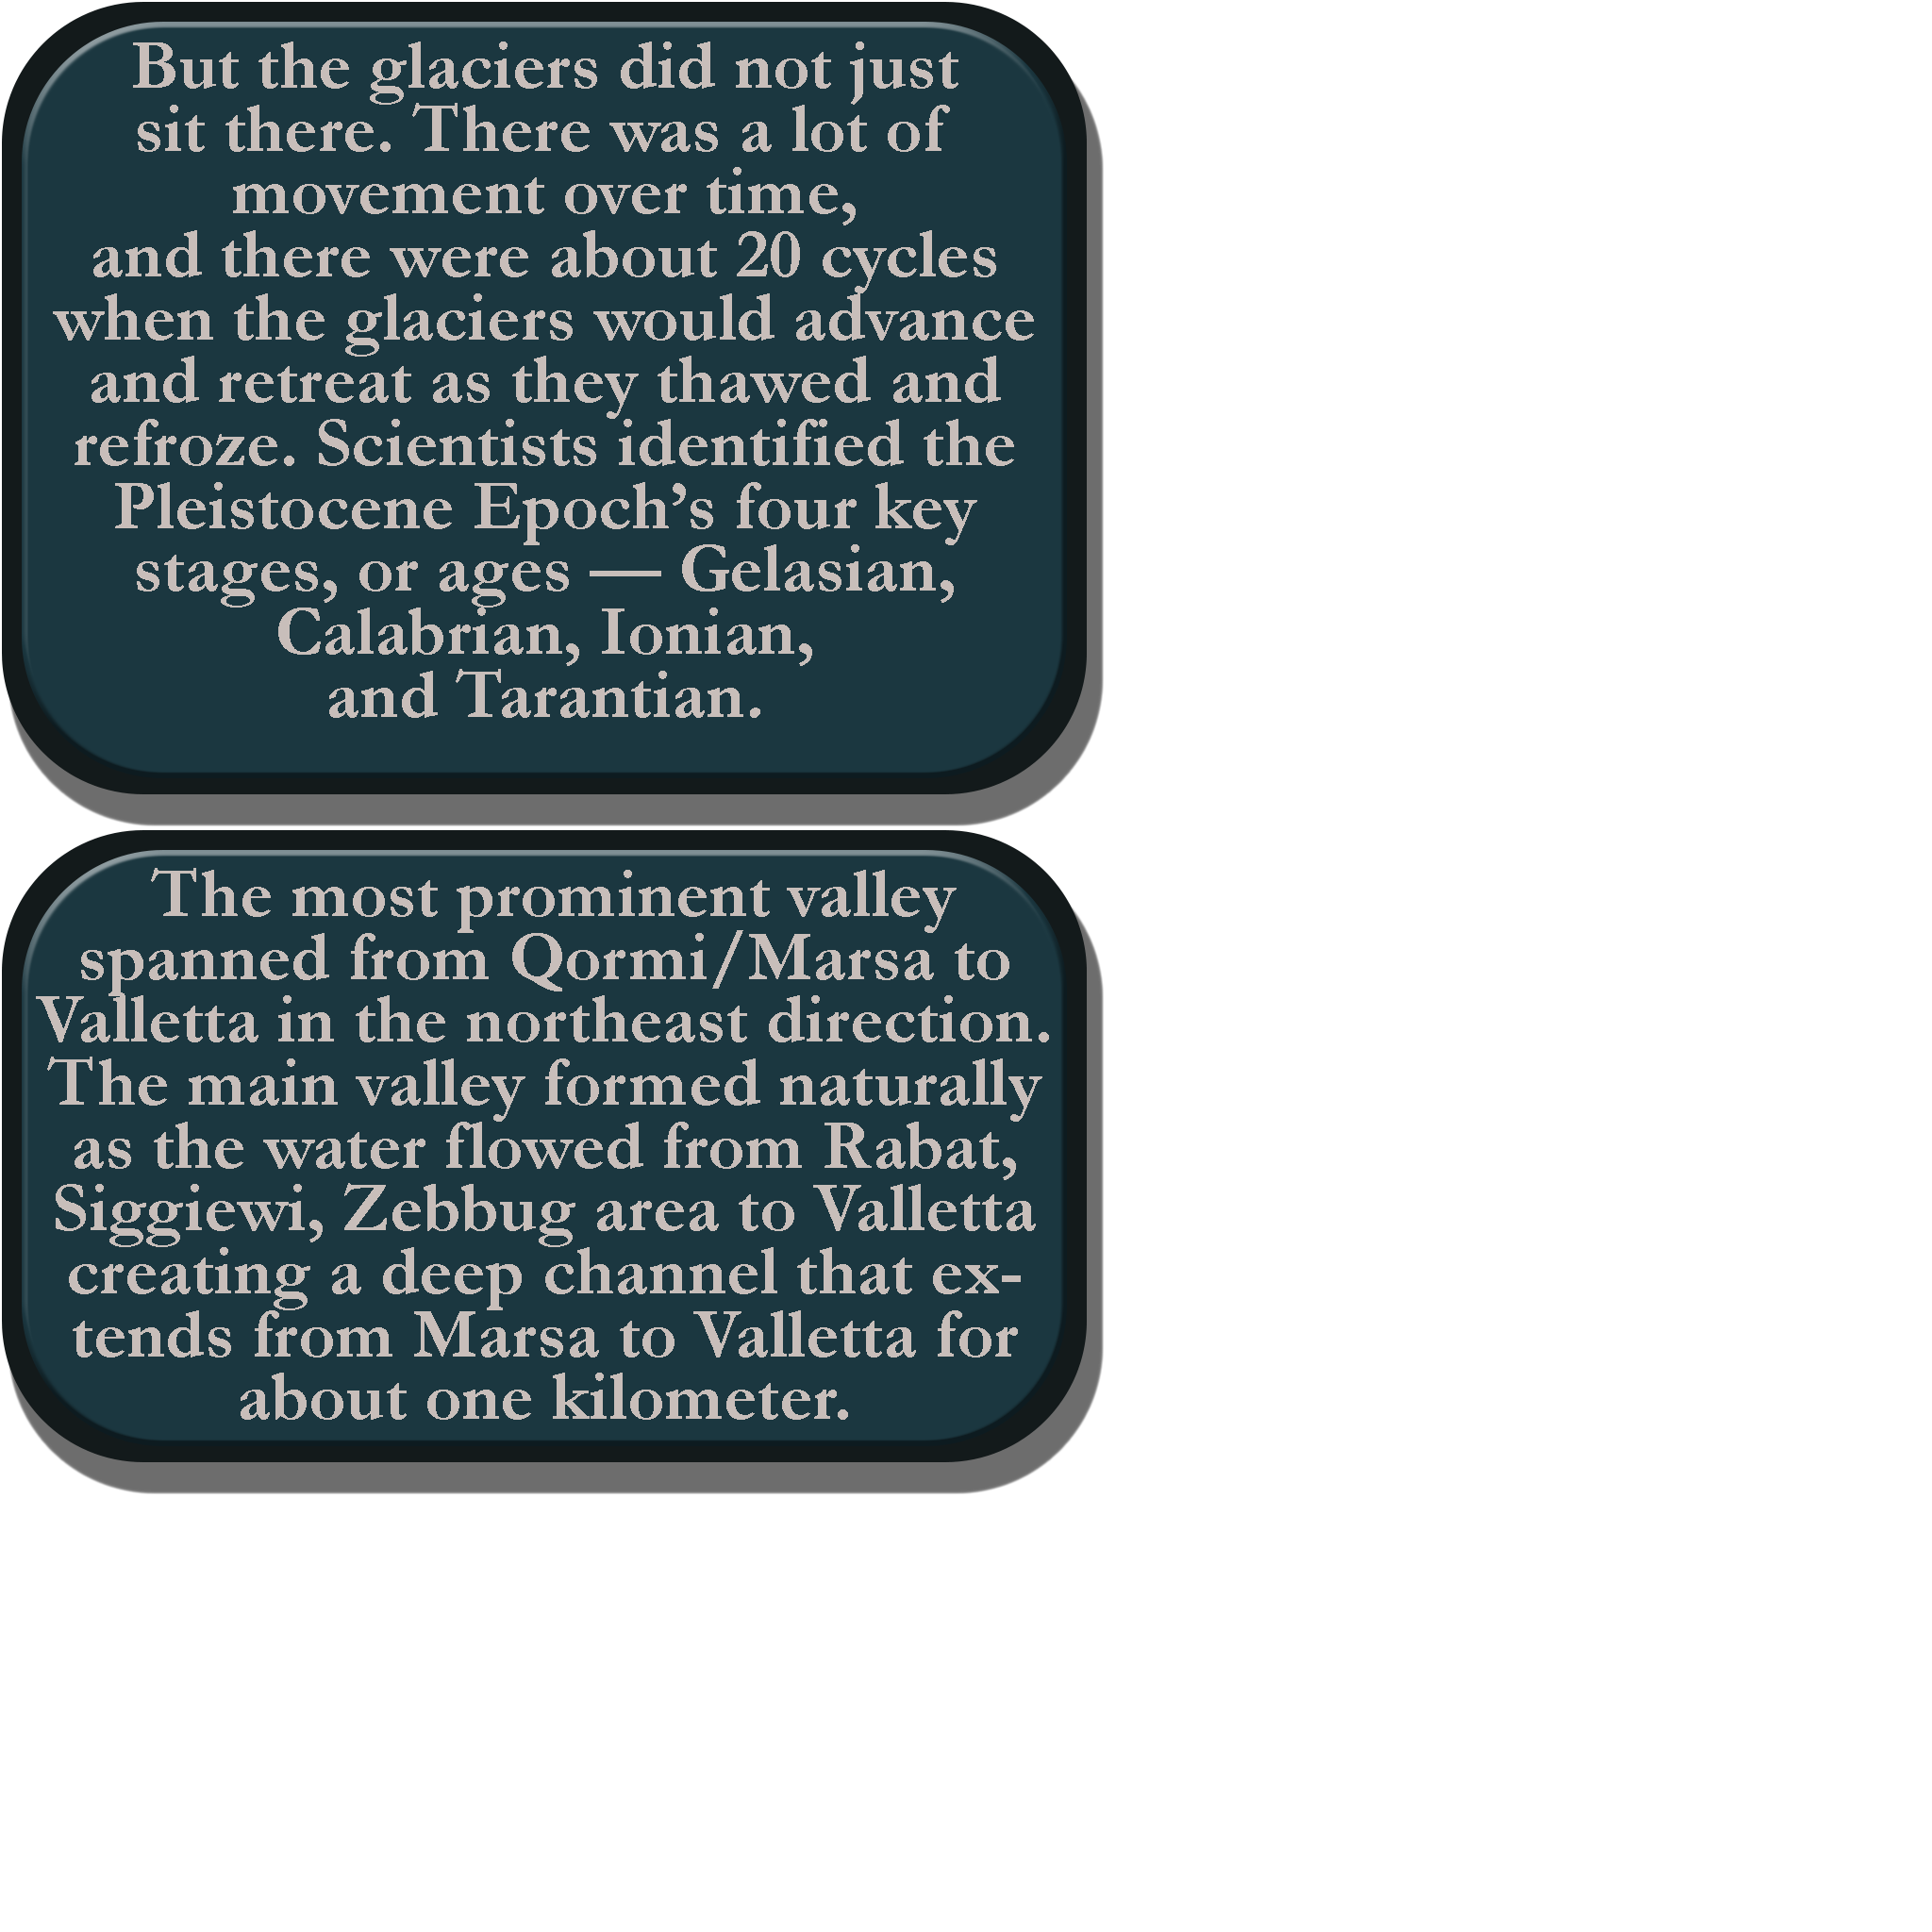 But the glaciers did not just
sit there. There was a lot of
movement over time,
and there were about 20 cycles
when the glaciers would advance
and retreat as they thawed and
refroze. Scientists identified the
Pleistocene Epoch’s four key
stages, or ages — Gelasian,
Calabrian, Ionian,
and Tarantian.
The most prominent valley
spanned from Qormi/Marsa to
Valletta in the northeast direction.
The main valley formed naturally
as the water flowed from Rabat,
Siggiewi, Zebbug area to Valletta
creating a deep channel that ex-
tends from Marsa to Valletta for
about one kilometer.